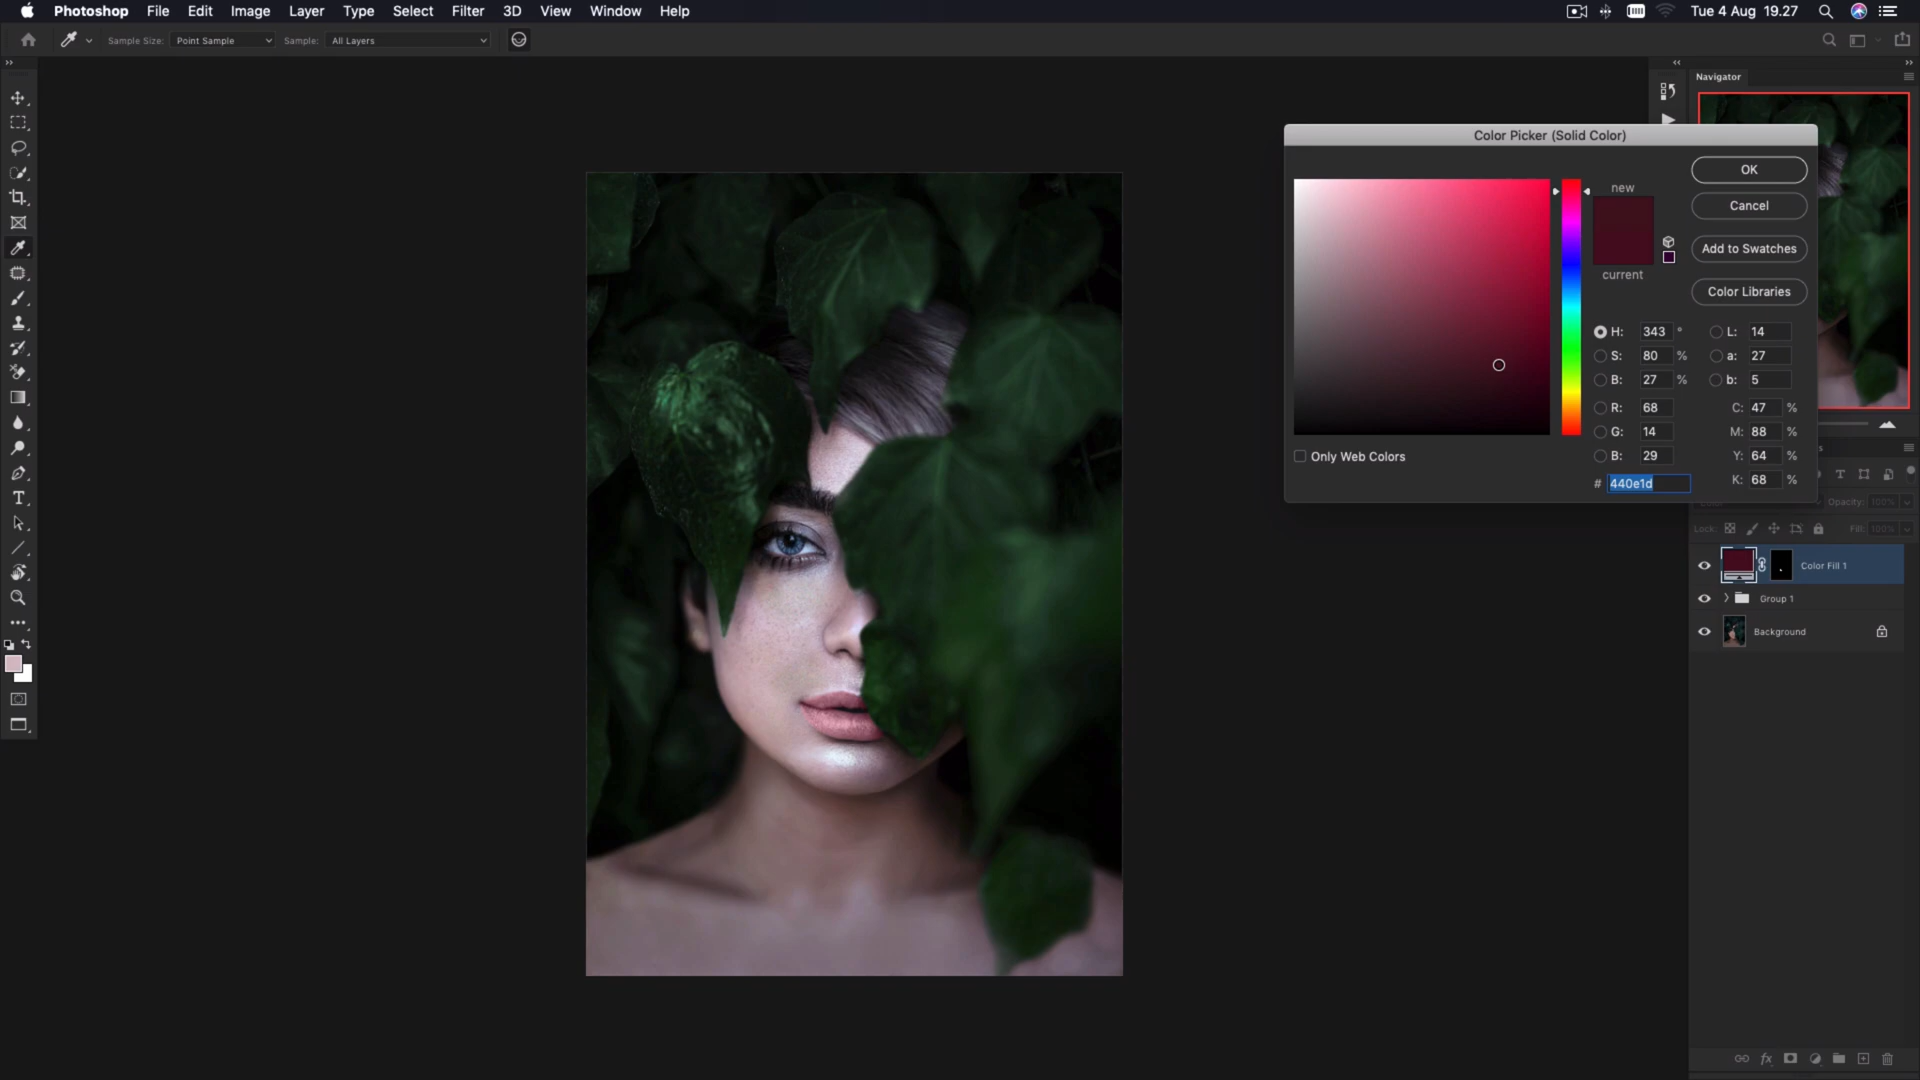 Photoshop File Edit Image Layer Type Select Filter 3D View Window Help Tue 4 Aug 19.27
Sample Size: Point Sample Sample: All Layers
Navigator
Color Picker (Solid Color)
new
current
OK
Cancel
Add to Swatches
Color Libraries
H: 343 ° L: 14
S: 80 % a: 27
B: 27 % b: 5
R: 68 C: 47 %
G: 14 M: 88 %
B: 29 Y: 64 %
# 440e1d K: 68 %
Only Web Colors
Opacity: 100%
Lock: Fill: 100%
Color Fill 1
Group 1
Background